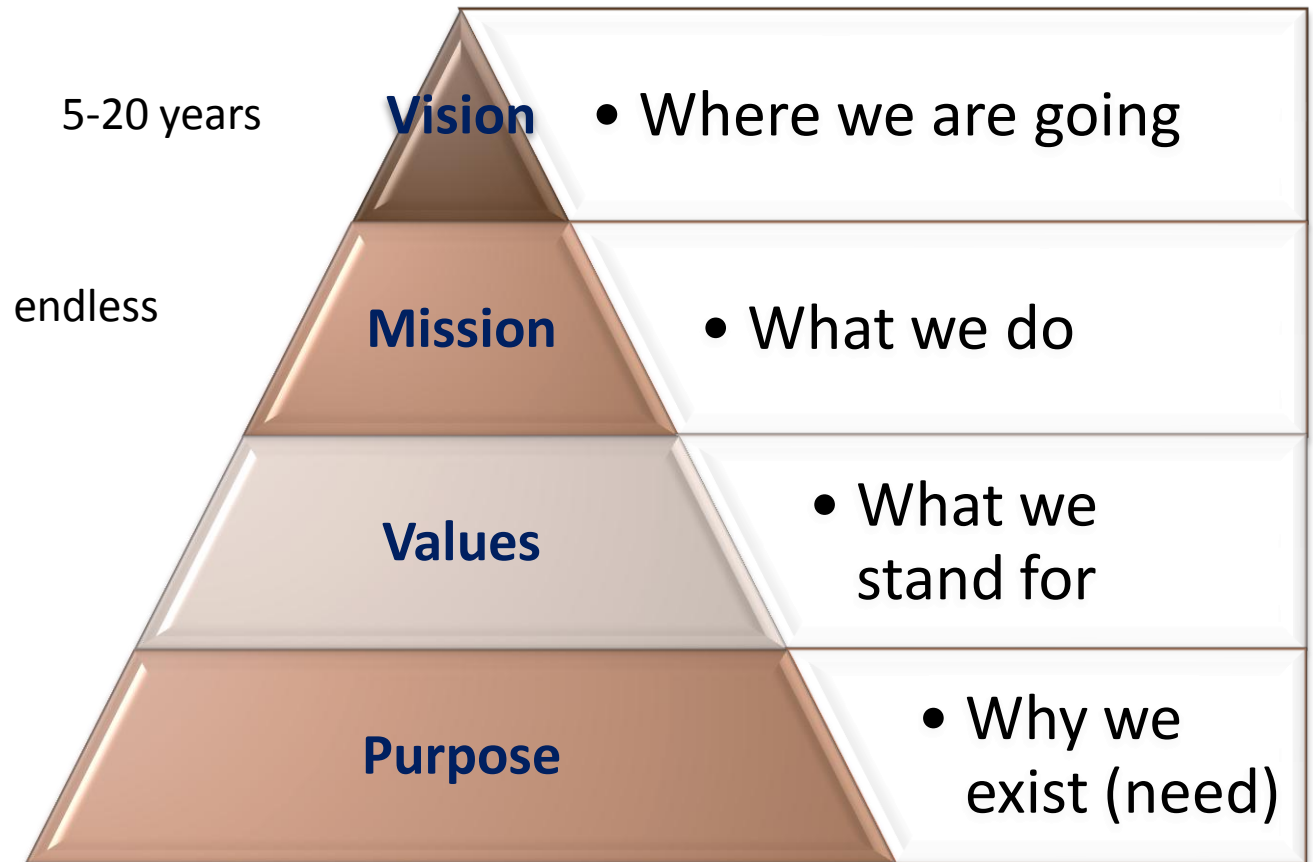 5-20 years
Vision
• Where we are going
endless
Mission
• What we do
Values
• What we
stand for
Purpose
• Why we
exist (need)